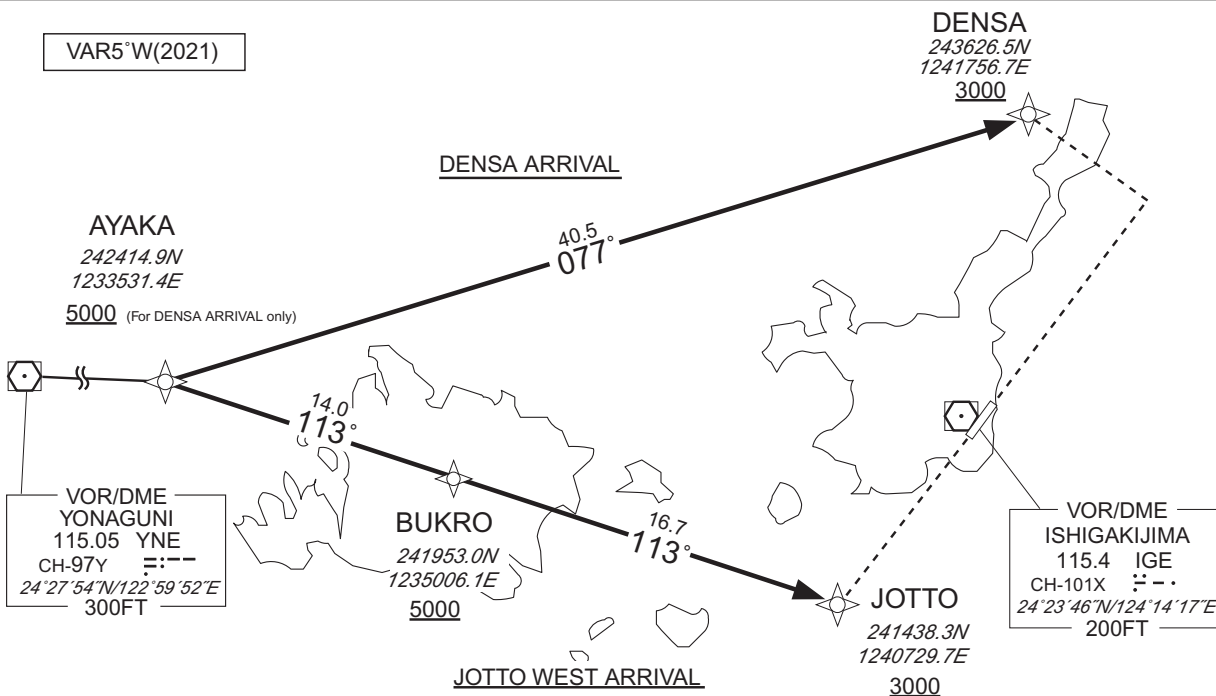 VAR5°W(2021)
DENSA
243626.5N
1241756.7E
3000
DENSA ARRIVAL
AYAKA
242414.9N
1233531.4E
5000 (For DENSA ARRIVAL only)
40.5
077°
14.0
113°
VOR/DME
YONAGUNI
115.05 YNE
CH-97Y
24°27´54˝N/122°59´52˝E
300FT
BUKRO
241953.0N
1235006.1E
5000
16.7
113°
JOTTO
241438.3N
1240729.7E
3000
VOR/DME
ISHIGAKIJIMA
115.4 IGE
CH-101X
24°23´46˝N/124°14´17˝E
200FT
JOTTO WEST ARRIVAL